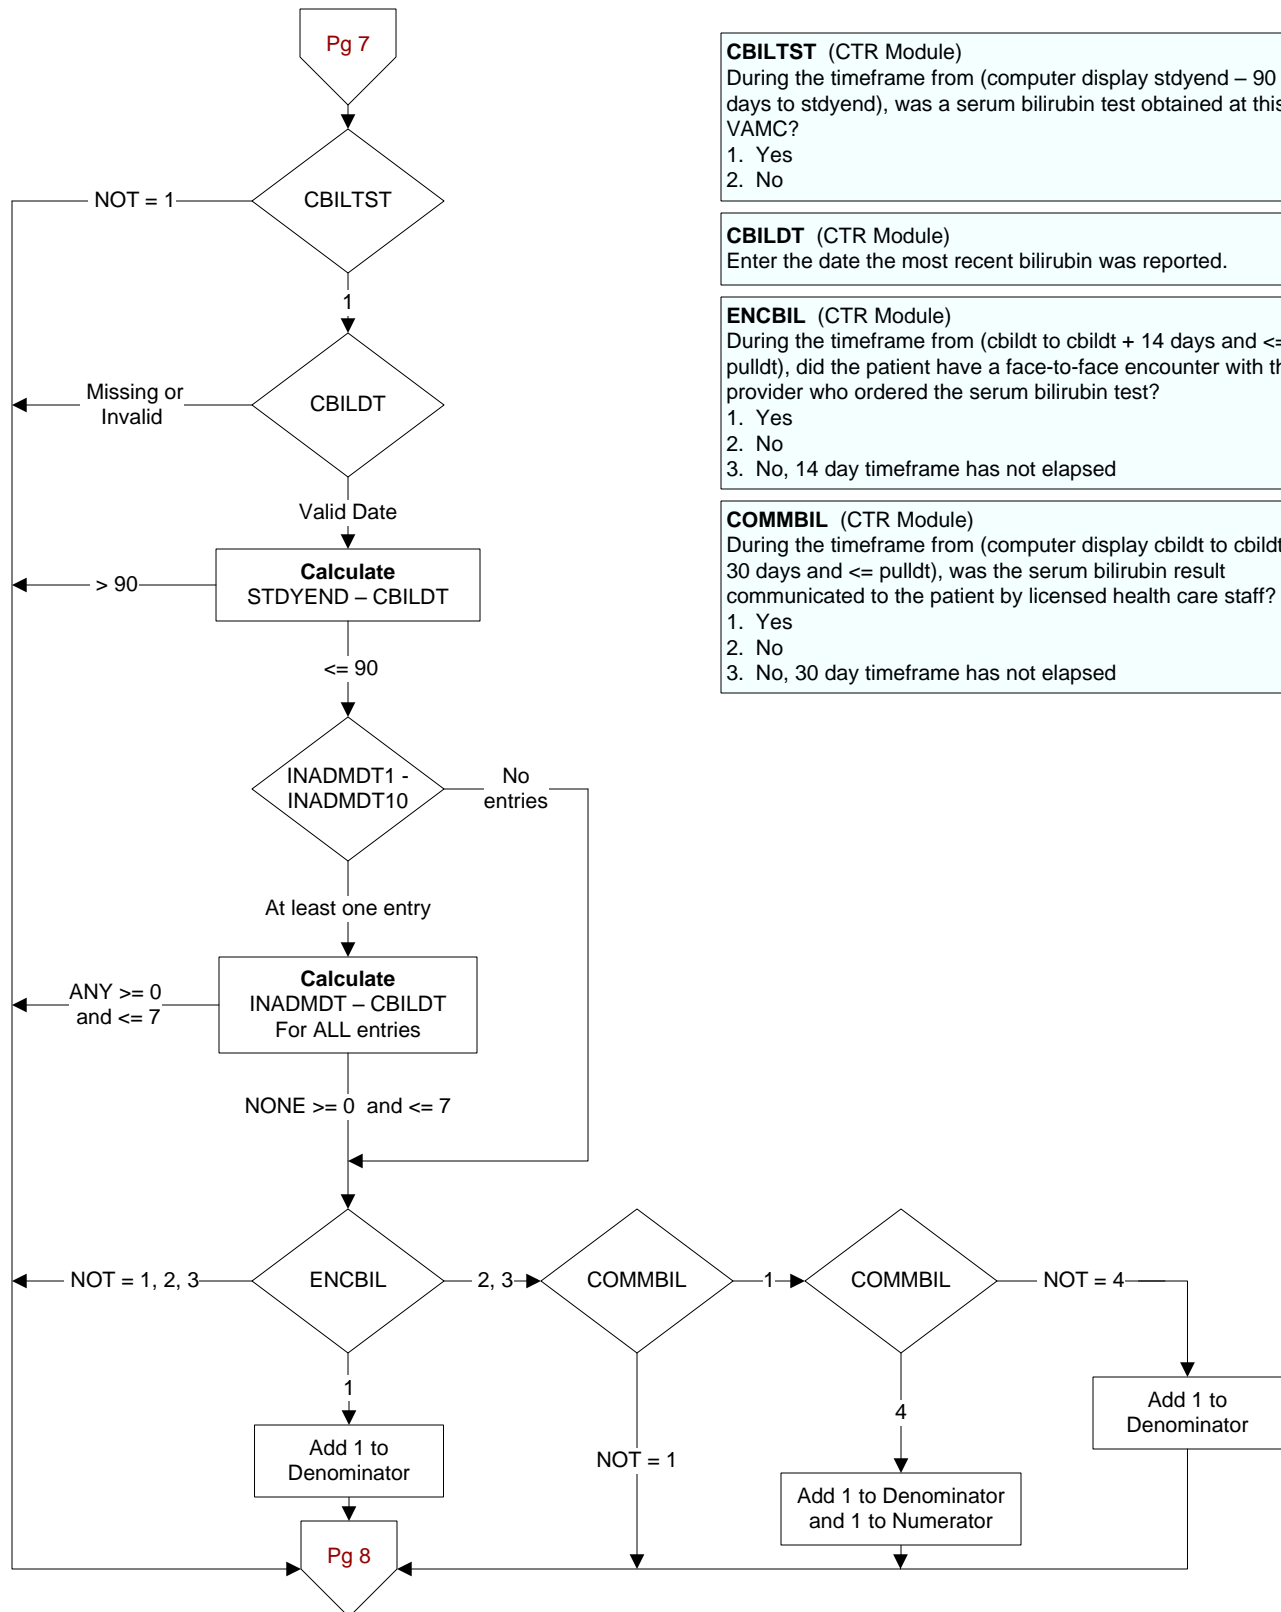 Pg 7
CBILTST (CTR Module)
During the timeframe from (computer display stdyend – 90
days to stdyend), was a serum bilirubin test obtained at this
VAMC?
1. Yes
2. No
CBILDT (CTR Module)
Enter the date the most recent bilirubin was reported.
ENCBIL (CTR Module)
During the timeframe from (cbildt to cbildt + 14 days and <=
pulldt), did the patient have a face-to-face encounter with
provider who ordered the serum bilirubin test?
1. Yes
2. No
3. No, 14 day timeframe has not elapsed
COMMBIL (CTR Module)
During the timeframe from (computer display cbildt to cbildt
30 days and <= pulldt), was the serum bilirubin result
communicated to the patient by licensed health care staff?
1. Yes
2. No
3. No, 30 day timeframe has not elapsed
NOT = 1
CBILTST
1
Missing or
Invalid
CBILDT
Valid Date
> 90
Calculate
STDYEND – CBILDT
<= 90
INADMDT1 -
INADMDT10
No
entries
At least one entry
ANY >= 0
and <= 7
Calculate
INADMDT – CBILDT
For ALL entries
NONE >= 0 and <= 7
NOT = 1, 2, 3
ENCBIL
2, 3
COMMBIL
1
COMMBIL
NOT = 4
1
4
NOT = 1
Add 1 to
Denominator
Add 1 to
Denominator
Add 1 to Denominator
and 1 to Numerator
Pg 8